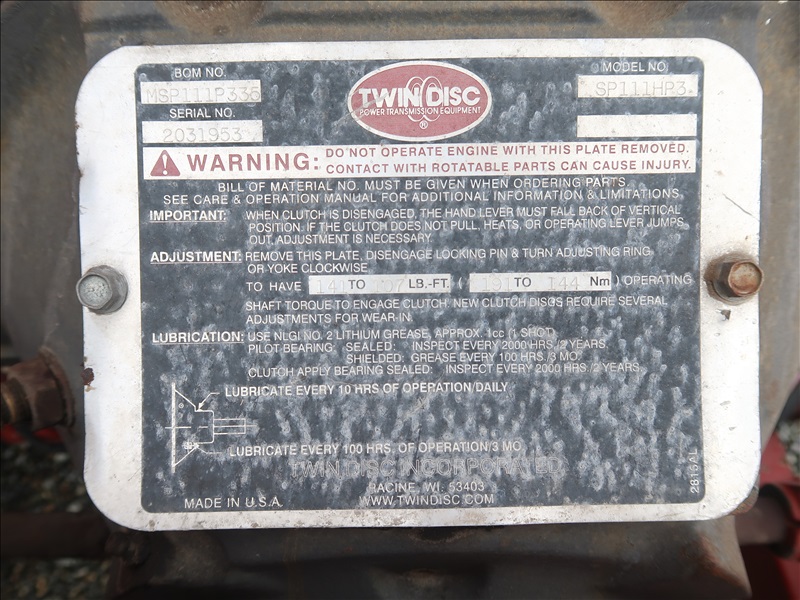 BOM NO.
MSP111P336
SERIAL NO.
2031953
TWIN DISC
POWER TRANSMISSION EQUIPMENT
®
MODEL NO
SP111HP3
WARNING: DO NOT OPERATE ENGINE WITH THIS PLATE REMOVED.
CONTACT WITH ROTATABLE PARTS CAN CAUSE INJURY.
BILL OF MATERIAL NO. MUST BE GIVEN WHEN ORDERING PARTS.
SEE CARE & OPERATION MANUAL FOR ADDITIONAL INFORMATION & LIMITATIONS
IMPORTANT: WHEN CLUTCH IS DISENGAGED, THE HAND LEVER MUST FALL BACK OF VERTICAL
POSITION. IF THE CLUTCH DOES NOT PULL, HEATS, OR OPERATING LEVER JUMPS
OUT, ADJUSTMENT IS NECESSARY.
ADJUSTMENT: REMOVE THIS PLATE, DISENGAGE LOCKING PIN & TURN ADJUSTING RING
OR YOKE CLOCKWISE
TO HAVE 141 TO LB.-FT. ( 191 TO 144 Nm ) OPERATING
SHAFT TORQUE TO ENGAGE CLUTCH. NEW CLUTCH DISCS REQUIRE SEVERAL
ADJUSTMENTS FOR WEAR-IN.
LUBRICATION: USE NLGI NO. 2 LITHIUM GREASE, APPROX. 1cc (1 SHOT)
PILOT BEARING: SEALED: INSPECT EVERY 2000 HRS./2 YEARS.
SHIELDED: GREASE EVERY 100 HRS./3 MO.
CLUTCH APPLY BEARING SEALED: INSPECT EVERY 2000 HRS./2 YEARS.
LUBRICATE EVERY 10 HRS OF OPERATION/DAILY
LUBRICATE EVERY 100 HRS. OF OPERATION/3 MO.
TWIN DISC INCORPORATED
RACINE, WI. 53403
MADE IN U.S.A.
WWW.TWINDISC.COM
2815AL